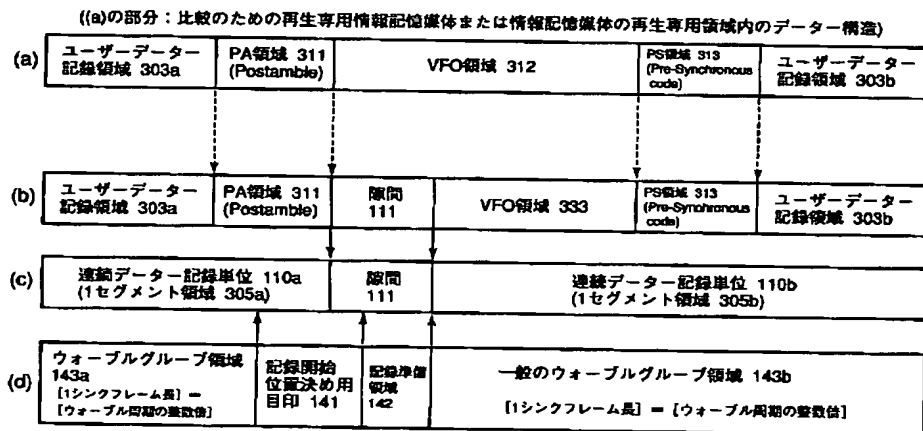 ((a)の部分：比較のための再生専用情報記憶媒体または情報記憶媒体の再生専用領域内のデーター構造)
(a)
ユーザーデーター
記録領域 303a
PA領域 311
(Postamble)
VFO領域 312
PS領域 313
(Pre-Synchronous
code)
ユーザーデーター
記録領域 303b
(b)
ユーザーデーター
記録領域 303a
PA領域 311
(Postamble)
隙間
111
VFO領域 333
PS領域 313
(Pre-Synchronous
code)
ユーザーデーター
記録領域 303b
(c)
連続データー記録単位 110a
(1セグメント領域 305a)
隙間
111
連続データー記録単位 110b
(1セグメント領域 305b)
(d)
ウォーブルグループ領域
143a
[1シンクフレーム長] ＝
[ウォーブル周期の整数倍]
記録開始
位置決め用
目印 141
記録準備
領域
142
一般のウォーブルグループ領域 143b
[1シンクフレーム長] ＝ [ウォーブル周期の整数倍]